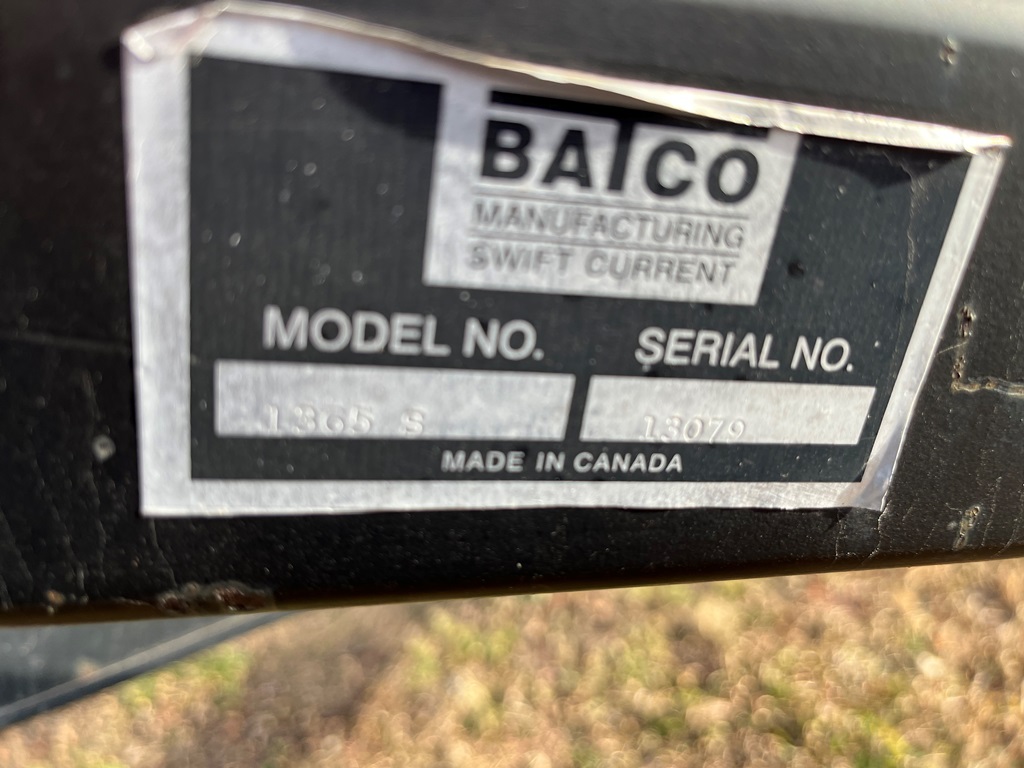 BATCO
MANUFACTURING
SWIFT CURRENT
MODEL NO. SERIAL NO.
1365 S 13079
MADE IN CANADA